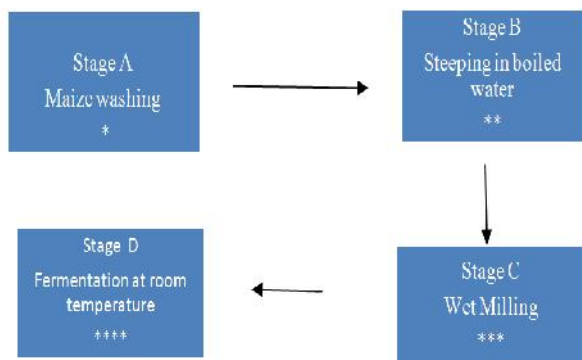 Stage A
Maize washing
*
Stage B
Steeping in boiled
water
**
Stage C
Wet Milling
***
Stage D
Fermentation at room
temperature
****